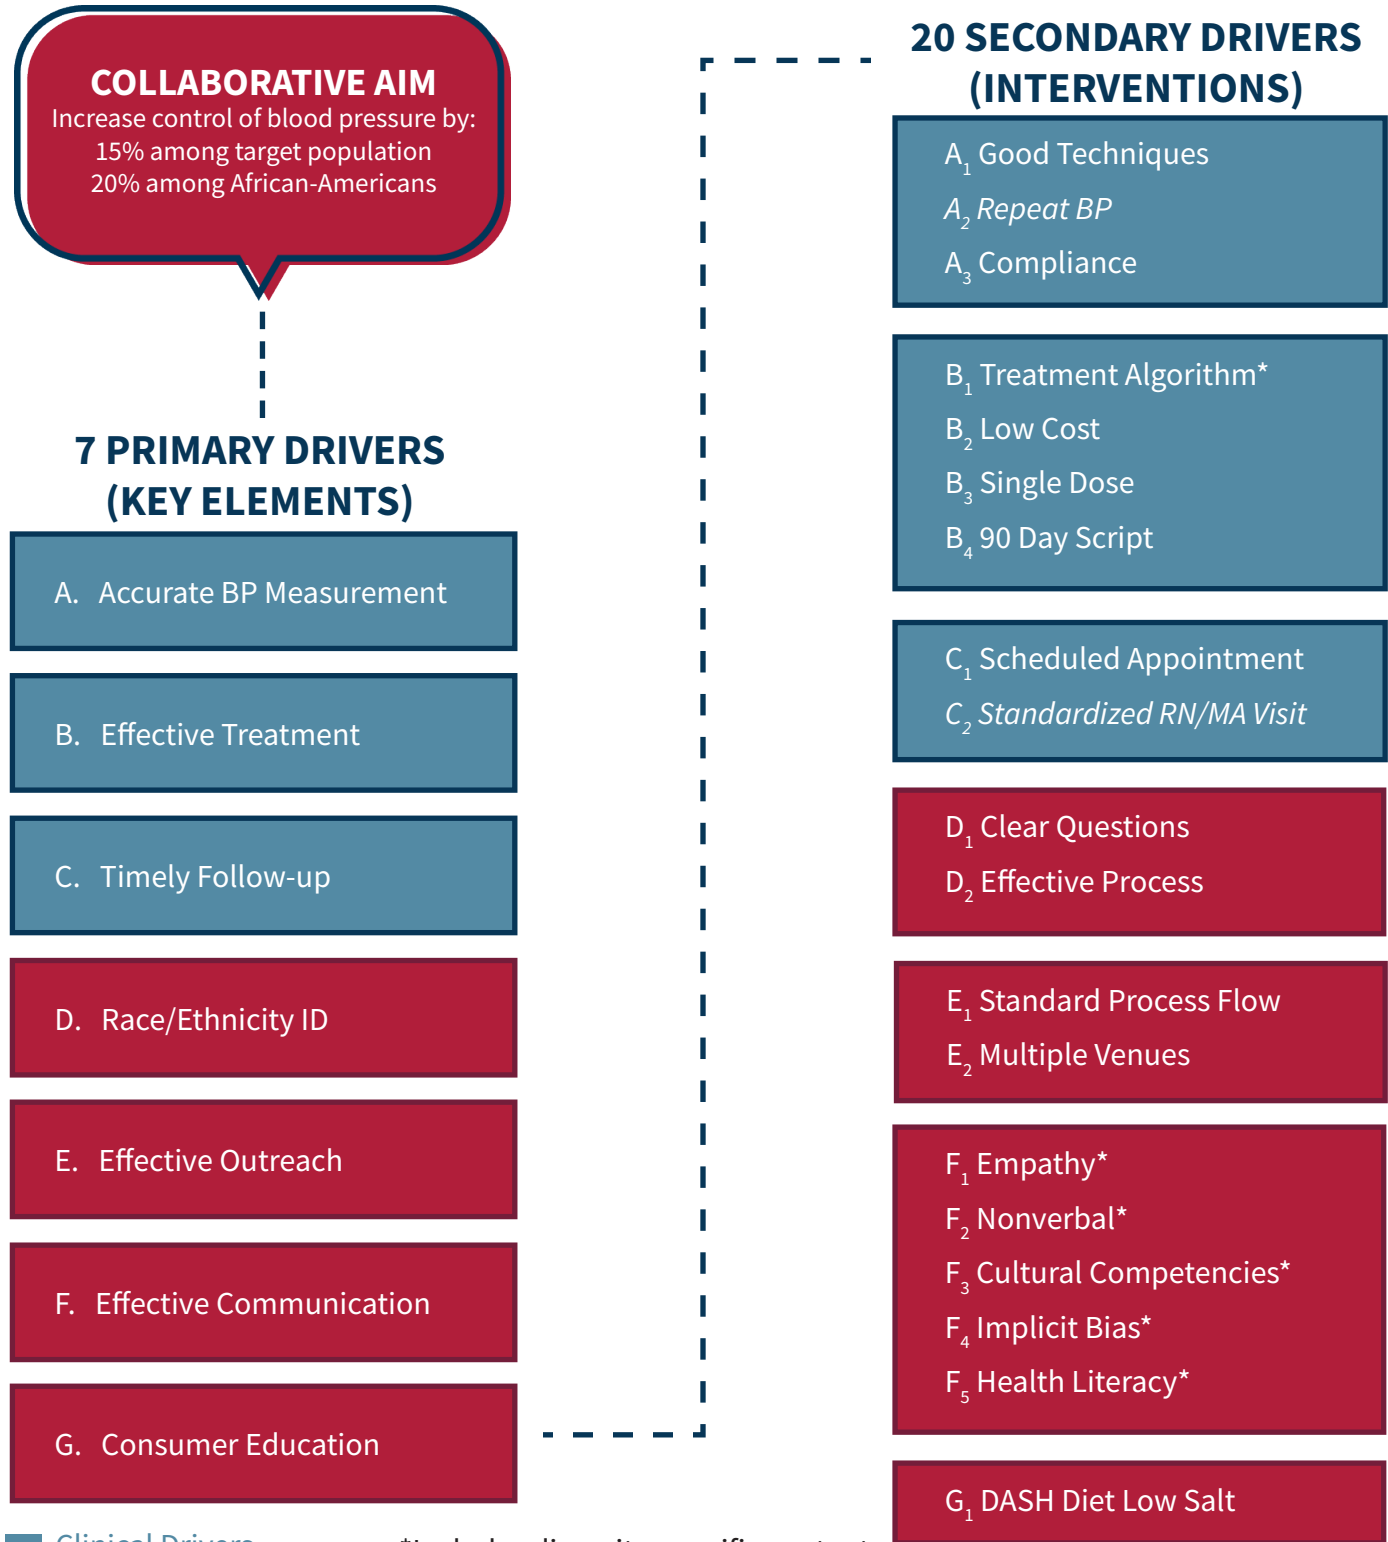 COLLABORATIVE AIM
Increase control of blood pressure by:
15% among target population
20% among African-Americans
7 PRIMARY DRIVERS
(KEY ELEMENTS)
A. Accurate BP Measurement
B. Effective Treatment
C. Timely Follow-up
D. Race/Ethnicity ID
E. Effective Outreach
F. Effective Communication
G. Consumer Education
20 SECONDARY DRIVERS
(INTERVENTIONS)
A₁ Good Techniques
A₂ Repeat BP
A₃ Compliance
B₁ Treatment Algorithm*
B₂ Low Cost
B₃ Single Dose
B₄ 90 Day Script
C₁ Scheduled Appointment
C₂ Standardized RN/MA Visit
D₁ Clear Questions
D₂ Effective Process
E₁ Standard Process Flow
E₂ Multiple Venues
F₁ Empathy*
F₂ Nonverbal*
F₃ Cultural Competencies*
F₄ Implicit Bias*
F₅ Health Literacy*
G₁ DASH Diet Low Salt
Clinical Drivers